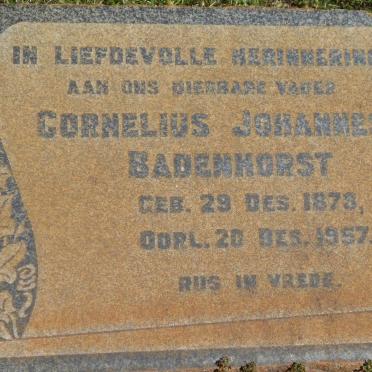 IN LIEFDEVOLLE HERINNERING
AAN ONS DIERBARE VADER
CORNELIUS JOHANNES
BADENHORST
GEB. 29 DES. 1878,
OORL. 20 DES. 1957.
RUS IN VREDE.